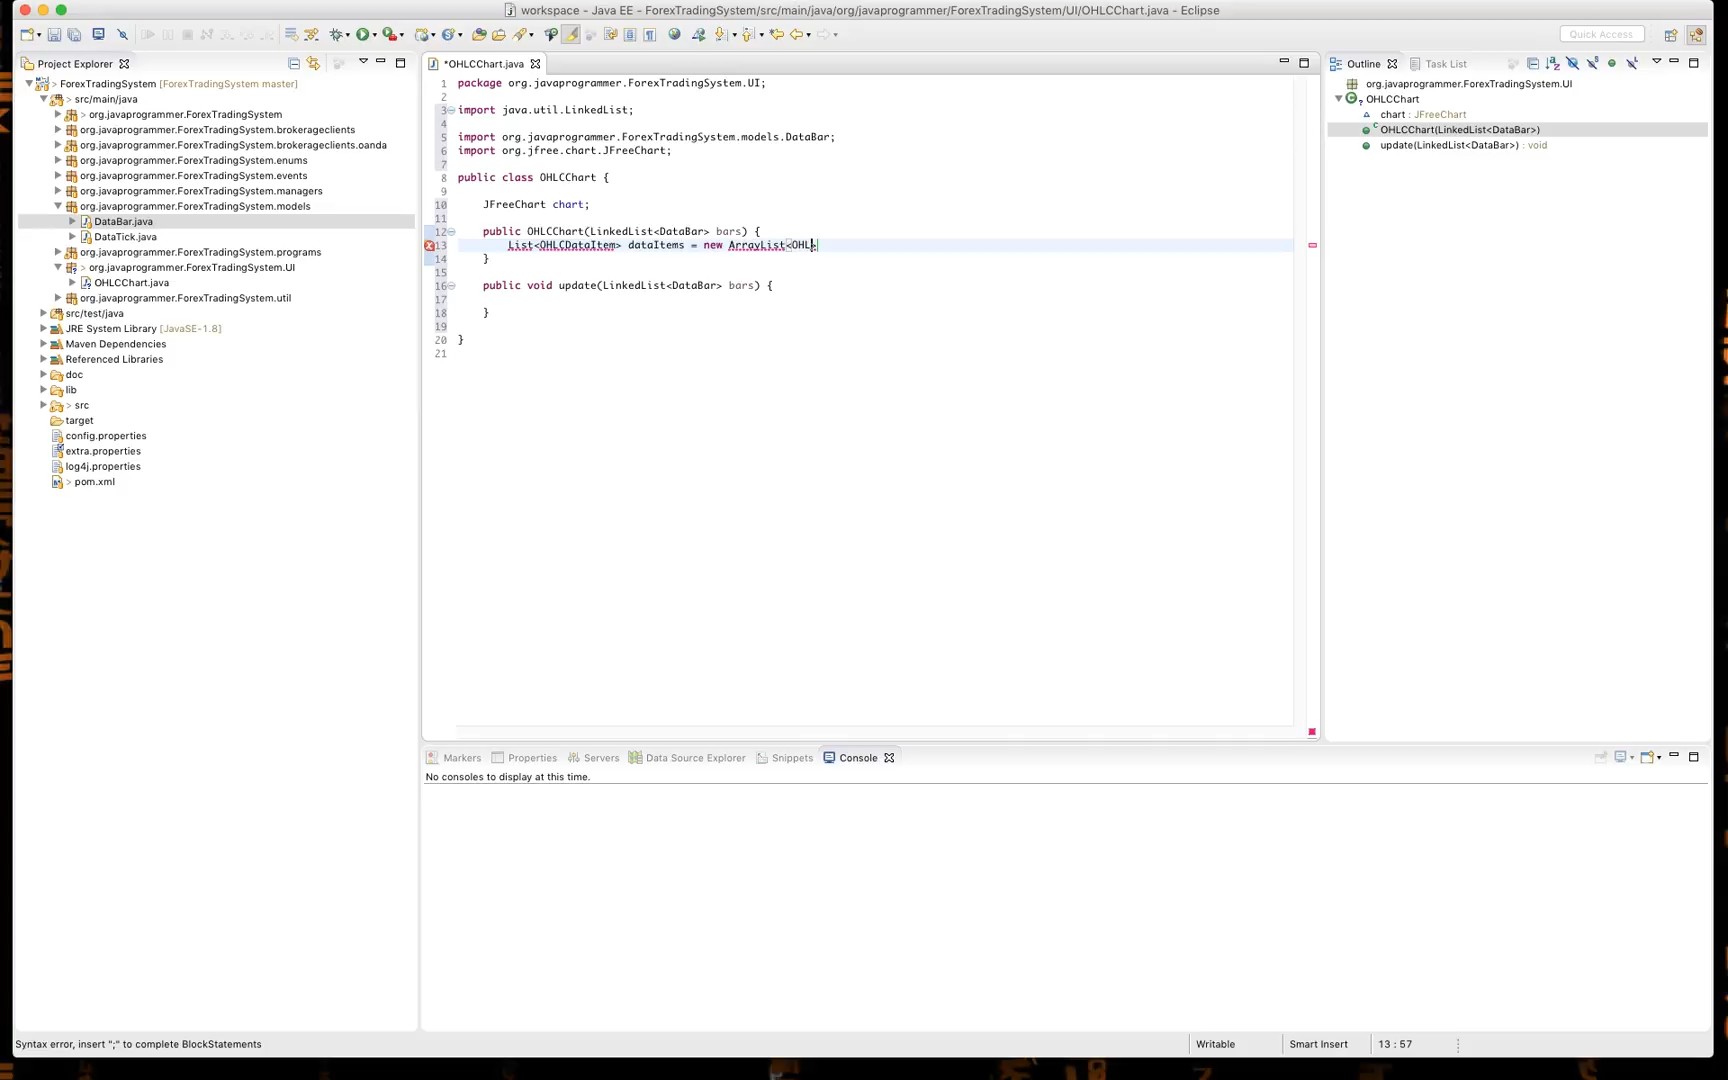 workspace - Java EE - ForexTradingSystem/src/main/java/org/javaprogrammer/ForexTradingSystem/UI/OHLCChart.java - Eclipse
Quick Access
Project Explorer
> ForexTradingSystem [ForexTradingSystem master]
> src/main/java
> org.javaprogrammer.ForexTradingSystem
org.javaprogrammer.ForexTradingSystem.brokerageclients
org.javaprogrammer.ForexTradingSystem.brokerageclients.oanda
org.javaprogrammer.ForexTradingSystem.enums
org.javaprogrammer.ForexTradingSystem.events
org.javaprogrammer.ForexTradingSystem.managers
org.javaprogrammer.ForexTradingSystem.models
DataBar.java
DataTick.java
org.javaprogrammer.ForexTradingSystem.programs
> org.javaprogrammer.ForexTradingSystem.UI
OHLCChart.java
org.javaprogrammer.ForexTradingSystem.util
src/test/java
JRE System Library [JavaSE-1.8]
Maven Dependencies
Referenced Libraries
doc
lib
> src
target
config.properties
extra.properties
log4j.properties
> pom.xml
*OHLCChart.java
1 package org.javaprogrammer.ForexTradingSystem.UI;
2
3 import java.util.LinkedList;
4
5 import org.javaprogrammer.ForexTradingSystem.models.DataBar;
6 import org.jfree.chart.JFreeChart;
7
8 public class OHLCChart {
9
10 JFreeChart chart;
11
12 public OHLCChart(LinkedList<DataBar> bars) {
13 List<OHLCDataItem> dataItems = new ArrayList<OHL>
14 }
15
16 public void update(LinkedList<DataBar> bars) {
17
18 }
19
20 }
21
Outline
Task List
org.javaprogrammer.ForexTradingSystem.UI
OHLCChart
chart : JFreeChart
OHLCChart(LinkedList<DataBar>)
update(LinkedList<DataBar>) : void
Markers
Properties
Servers
Data Source Explorer
Snippets
Console
No consoles to display at this time.
Syntax error, insert ";" to complete BlockStatements
Writable
Smart Insert
13 : 57